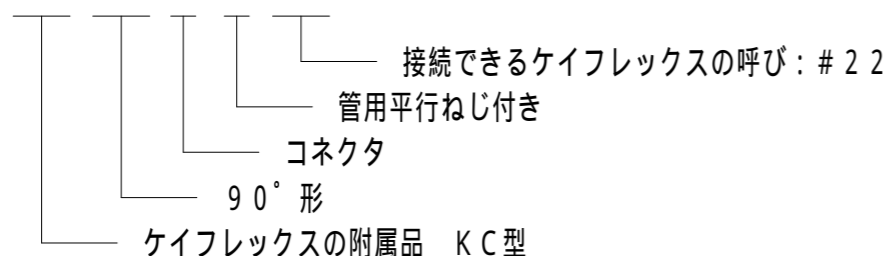 接続できるケイフレックスの呼び：＃２２
管用平行ねじ付き
コネクタ
９０°形
ケイフレックスの附属品　ＫＣ型